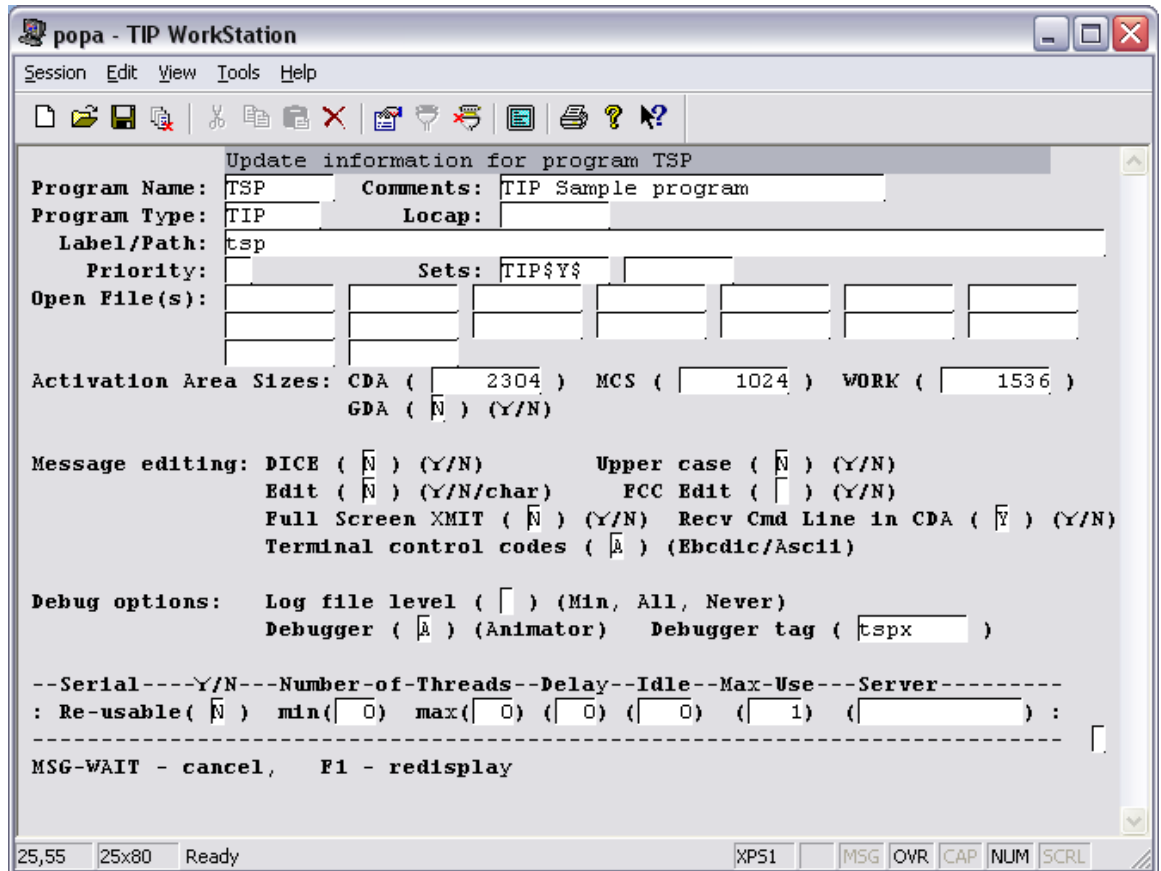 popa - TIP WorkStation
Session Edit View Tools Help
Update information for program TSP
Program Name: TSP Comments: TIP Sample program
Program Type: TIP Locap:
Label/Path: tsp
Priority: Sets: TIP$Y$
Open File(s):
Activation Area Sizes: CDA ( 2304 ) MCS ( 1024 ) WORK ( 1536 )
GDA ( N ) (Y/N)
Message editing: DICE ( N ) (Y/N) Upper case ( N ) (Y/N)
Edit ( N ) (Y/N/char) FCC Edit ( ) (Y/N)
Full Screen XMIT ( N ) (Y/N) Recv Cmd Line in CDA ( Y ) (Y/N)
Terminal control codes ( A ) (Ebcdic/Ascii)
Debug options: Log file level ( ) (Min, All, Never)
Debugger ( A ) (Animator) Debugger tag ( tspx )
--Serial----Y/N---Number-of-Threads--Delay--Idle--Max-Use---Server---------
: Re-usable( N ) min( 0) max( 0) ( 0) ( 0) ( 1) ( ) :
---------------------------------------------------------------------------
MSG-WAIT - cancel, F1 - redisplay
25,55 25x80 Ready XPS1 MSG OVR CAP NUM SCRL